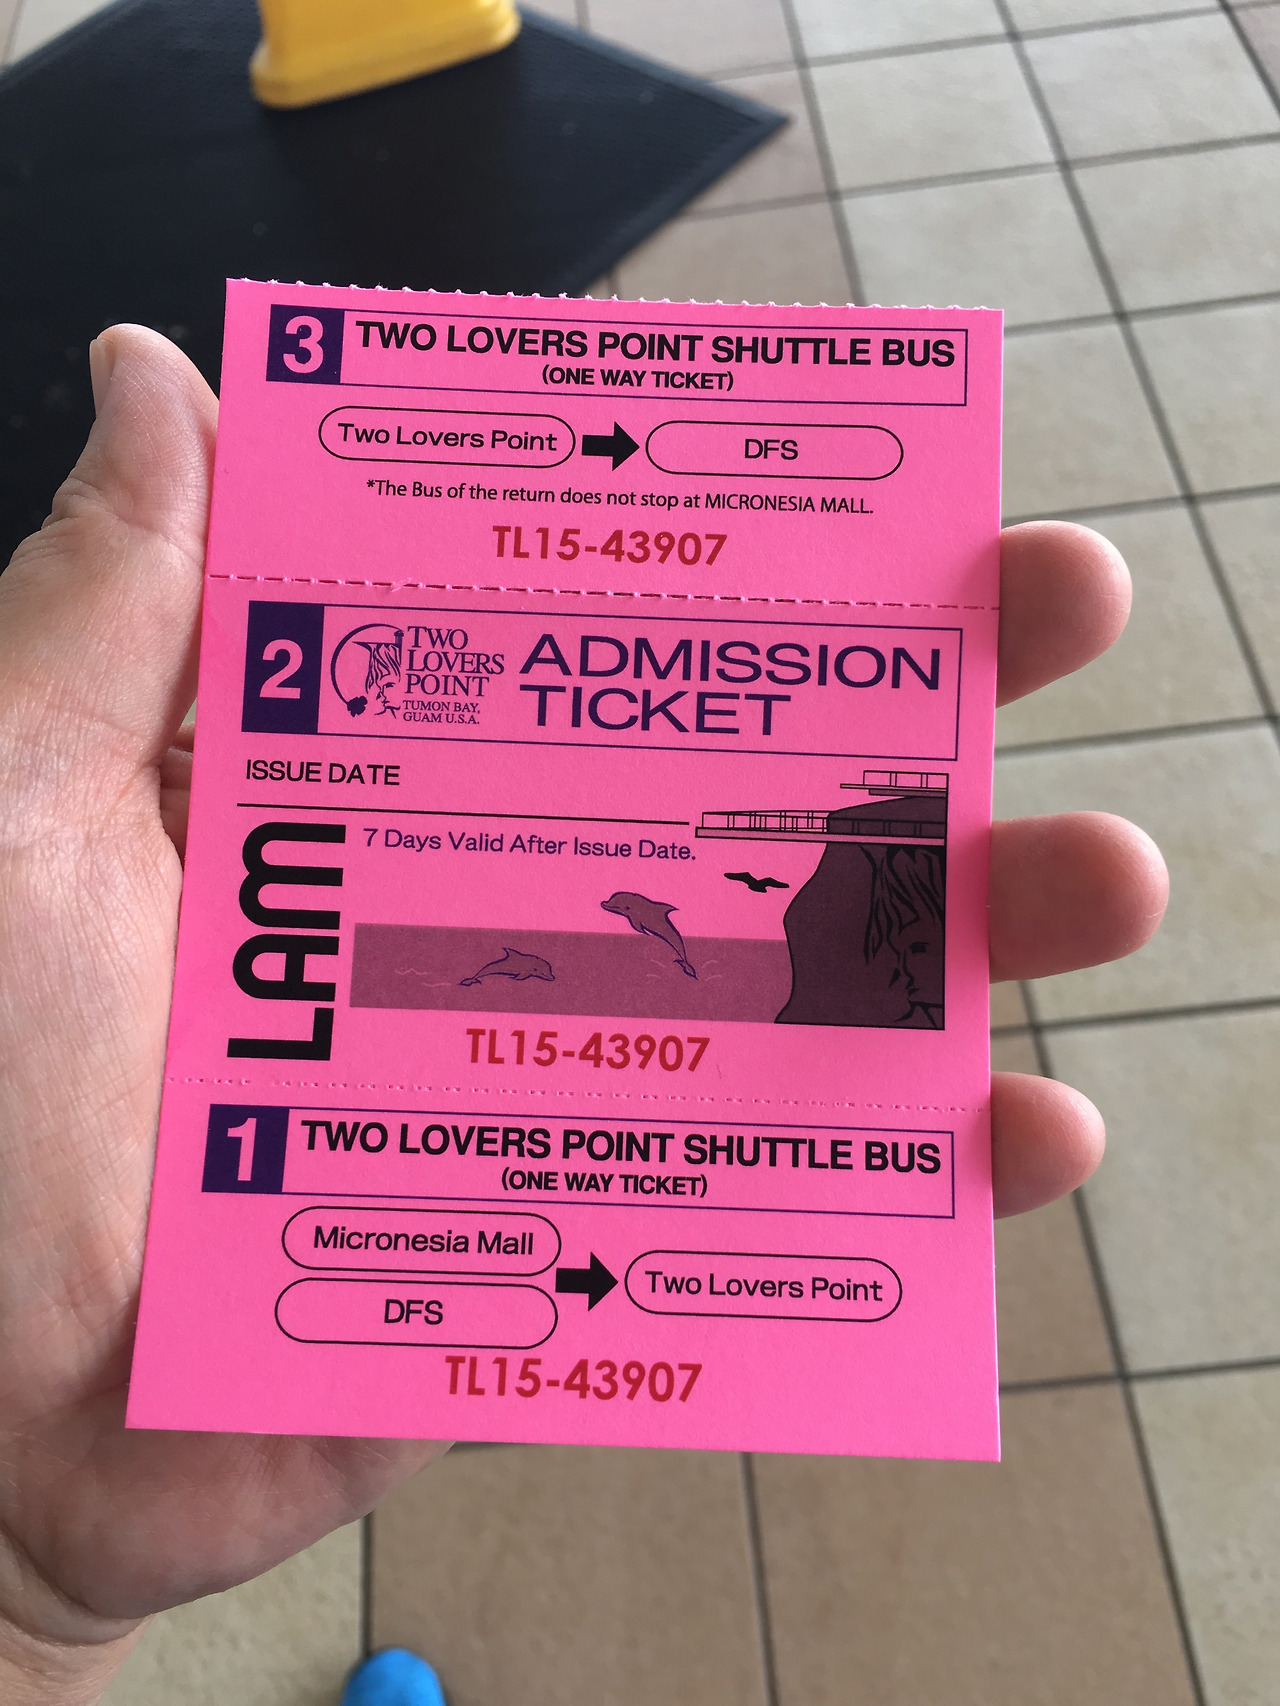 3
TWO LOVERS POINT SHUTTLE BUS
(ONE WAY TICKET)
Two Lovers Point
DFS
*The Bus of the return does not stop at MICRONESIA MALL.
TL15-43907
2
TWO
LOVERS
POINT
TUMON BAY,
GUAM U.S.A.
ADMISSION
TICKET
ISSUE DATE
7 Days Valid After Issue Date.
LAM
TL15-43907
1
TWO LOVERS POINT SHUTTLE BUS
(ONE WAY TICKET)
Micronesia Mall
DFS
Two Lovers Point
TL15-43907